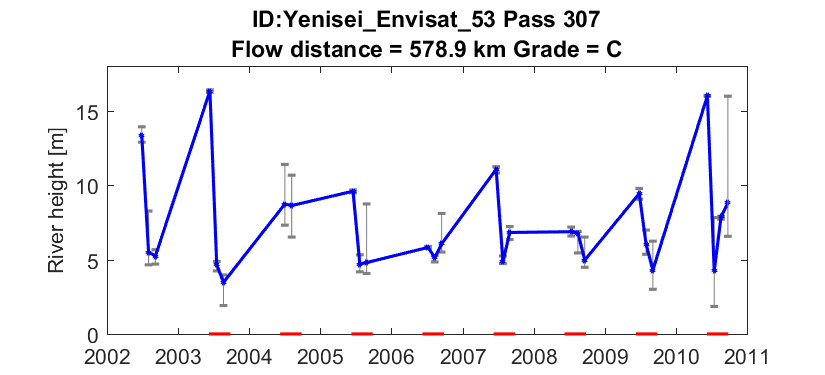 ID:Yenisei_Envisat_53 Pass 307
Flow distance = 578.9 km Grade = C
River height [m]
15
10
5
0
2002 2003 2004 2005 2006 2007 2008 2009 2010 2011